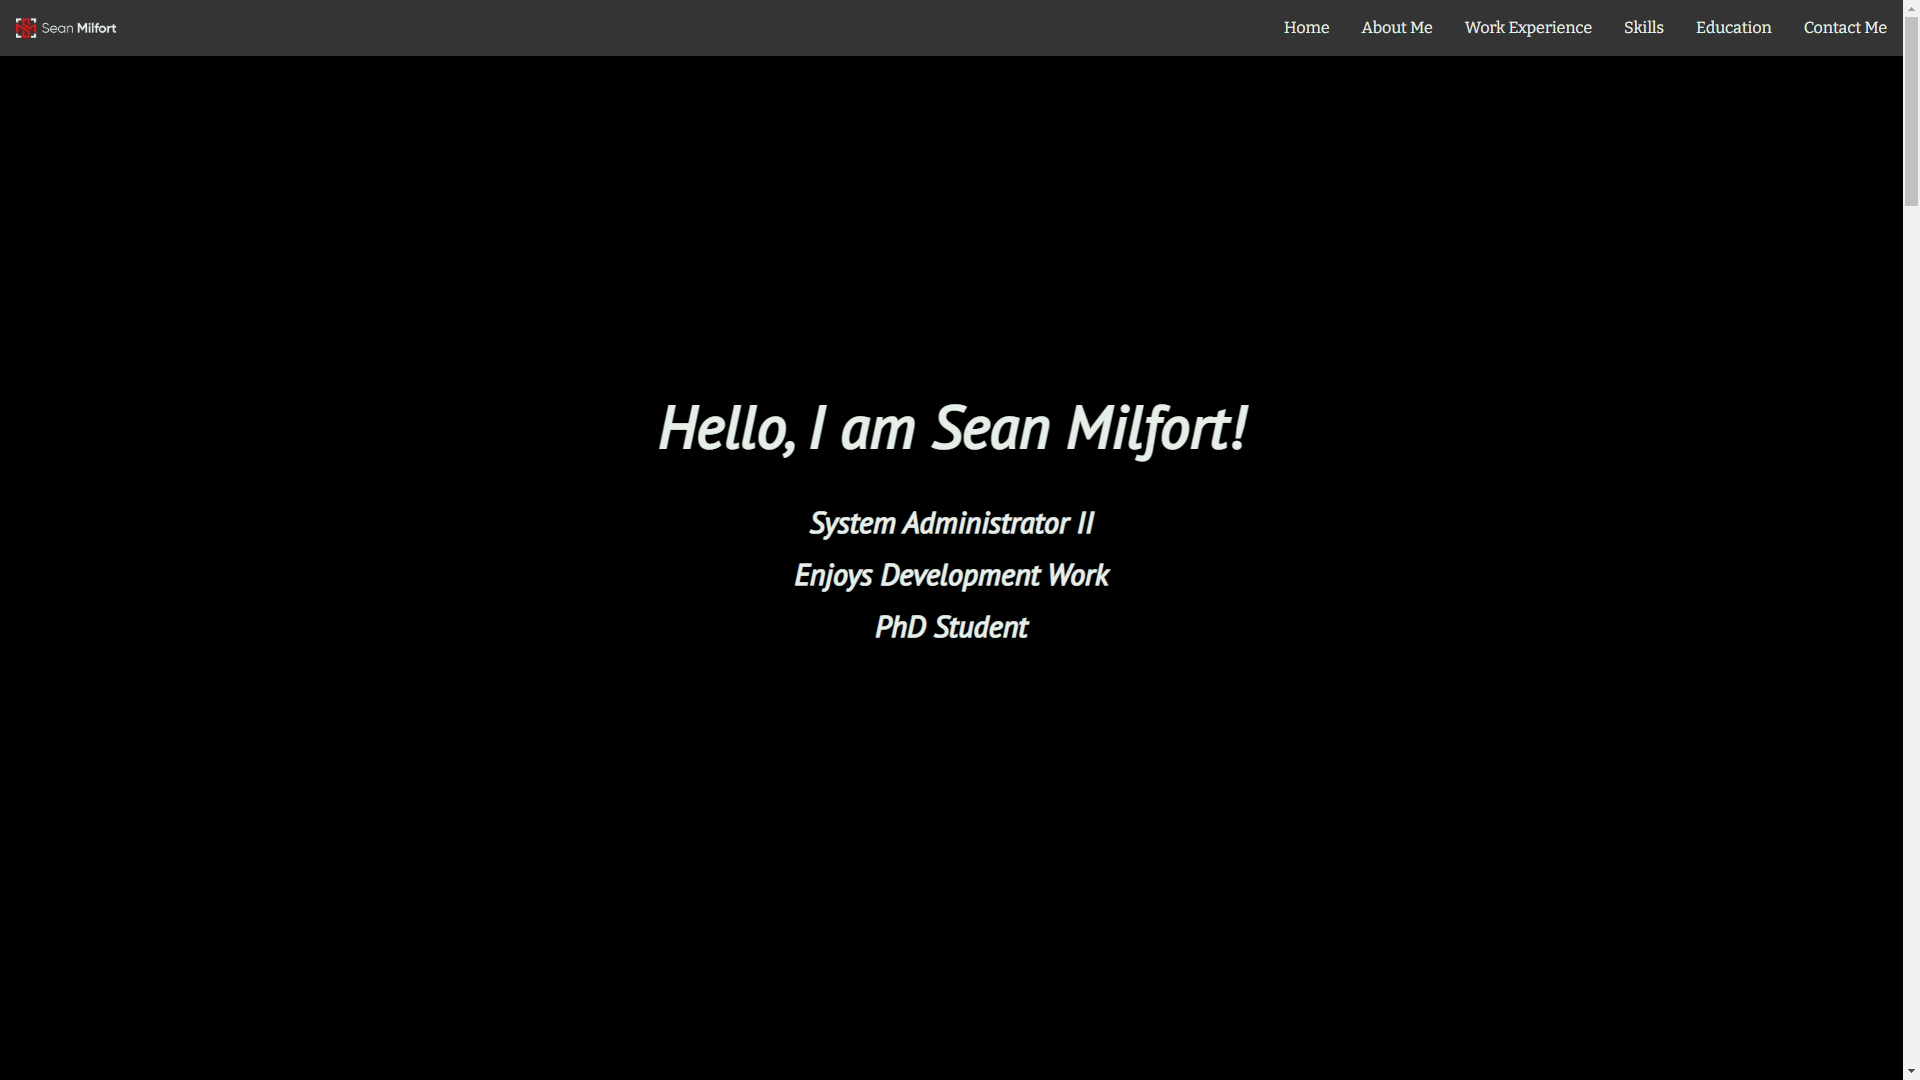 Sean Milfort
Home
About Me
Work Experience
Skills
Education
Contact Me
Hello, I am Sean Milfort!
System Administrator II
Enjoys Development Work
PhD Student